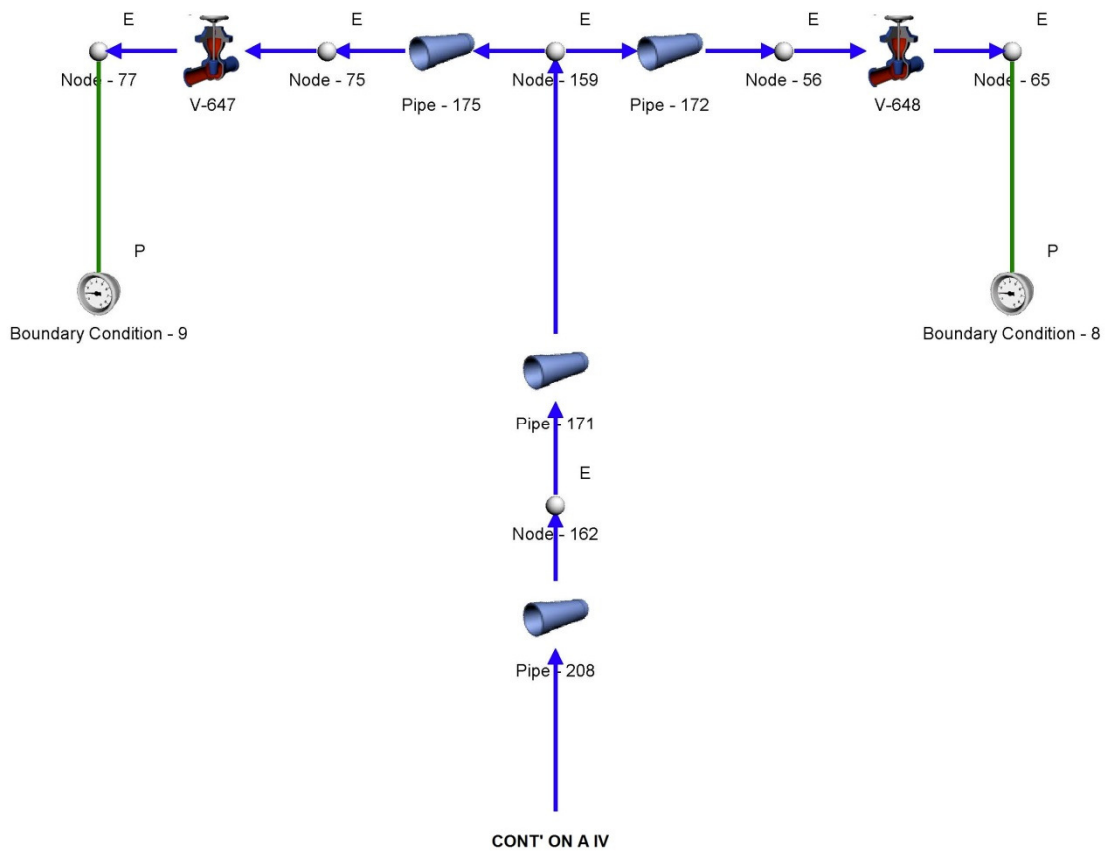 E E E E E
Node - 77 Node - 75 Node - 159 Node - 56 Node - 65
V-647 Pipe - 175 Pipe - 172 V-648
P P
Boundary Condition - 9 Boundary Condition - 8
Pipe - 171
E
Node - 162
Pipe - 208
CONT' ON A IV